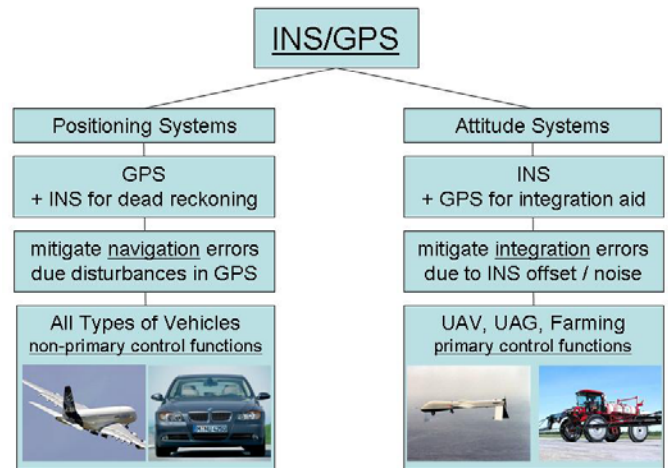 INS/GPS
Positioning Systems
GPS
+ INS for dead reckoning
mitigate navigation errors
due disturbances in GPS
All Types of Vehicles
non-primary control functions
Attitude Systems
INS
+ GPS for integration aid
mitigate integration errors
due to INS offset / noise
UAV, UAG, Farming
primary control functions